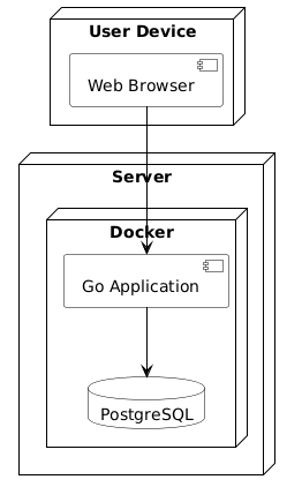 User Device
Web Browser
Server
Docker
Go Application
PostgreSQL